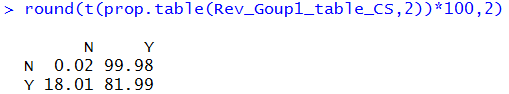 > round(t(prop.table(Rev_Goup1_table_CS,2))*100,2)
N Y
N 0.02 99.98
Y 18.01 81.99